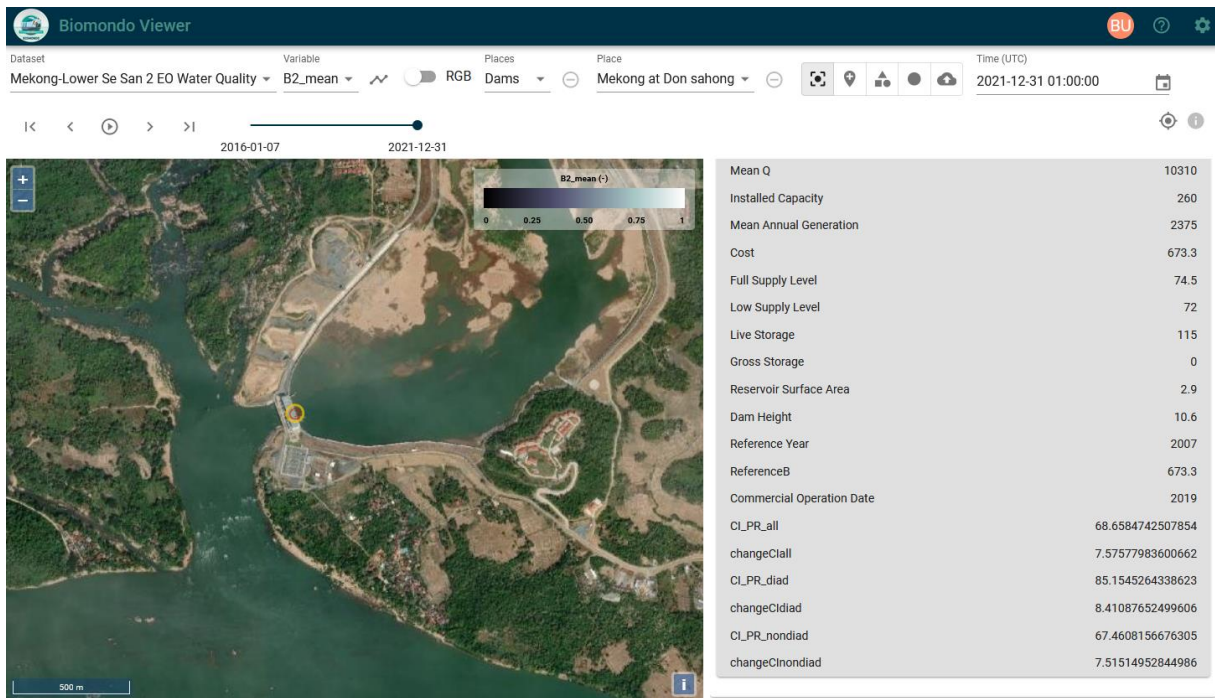 Biomondo Viewer
BU
Dataset
Mekong-Lower Se San 2 EO Water Quality
Variable
B2_mean
RGB
Places
Dams
Place
Mekong at Don sahong
Time (UTC)
2021-12-31 01:00:00
2016-01-07
2021-12-31
+
−
B2_mean (-)
0 0.25 0.50 0.75 1
500 m
i
Mean Q 10310
Installed Capacity 260
Mean Annual Generation 2375
Cost 673.3
Full Supply Level 74.5
Low Supply Level 72
Live Storage 115
Gross Storage 0
Reservoir Surface Area 2.9
Dam Height 10.6
Reference Year 2007
ReferenceB 673.3
Commercial Operation Date 2019
CI_PR_all 68.6584742507854
changeCIall 7.57577983600662
CI_PR_diad 85.1545264338623
changeCIdiad 8.41087652499606
CI_PR_nondiad 67.4608156676305
changeCInondiad 7.51514952844986